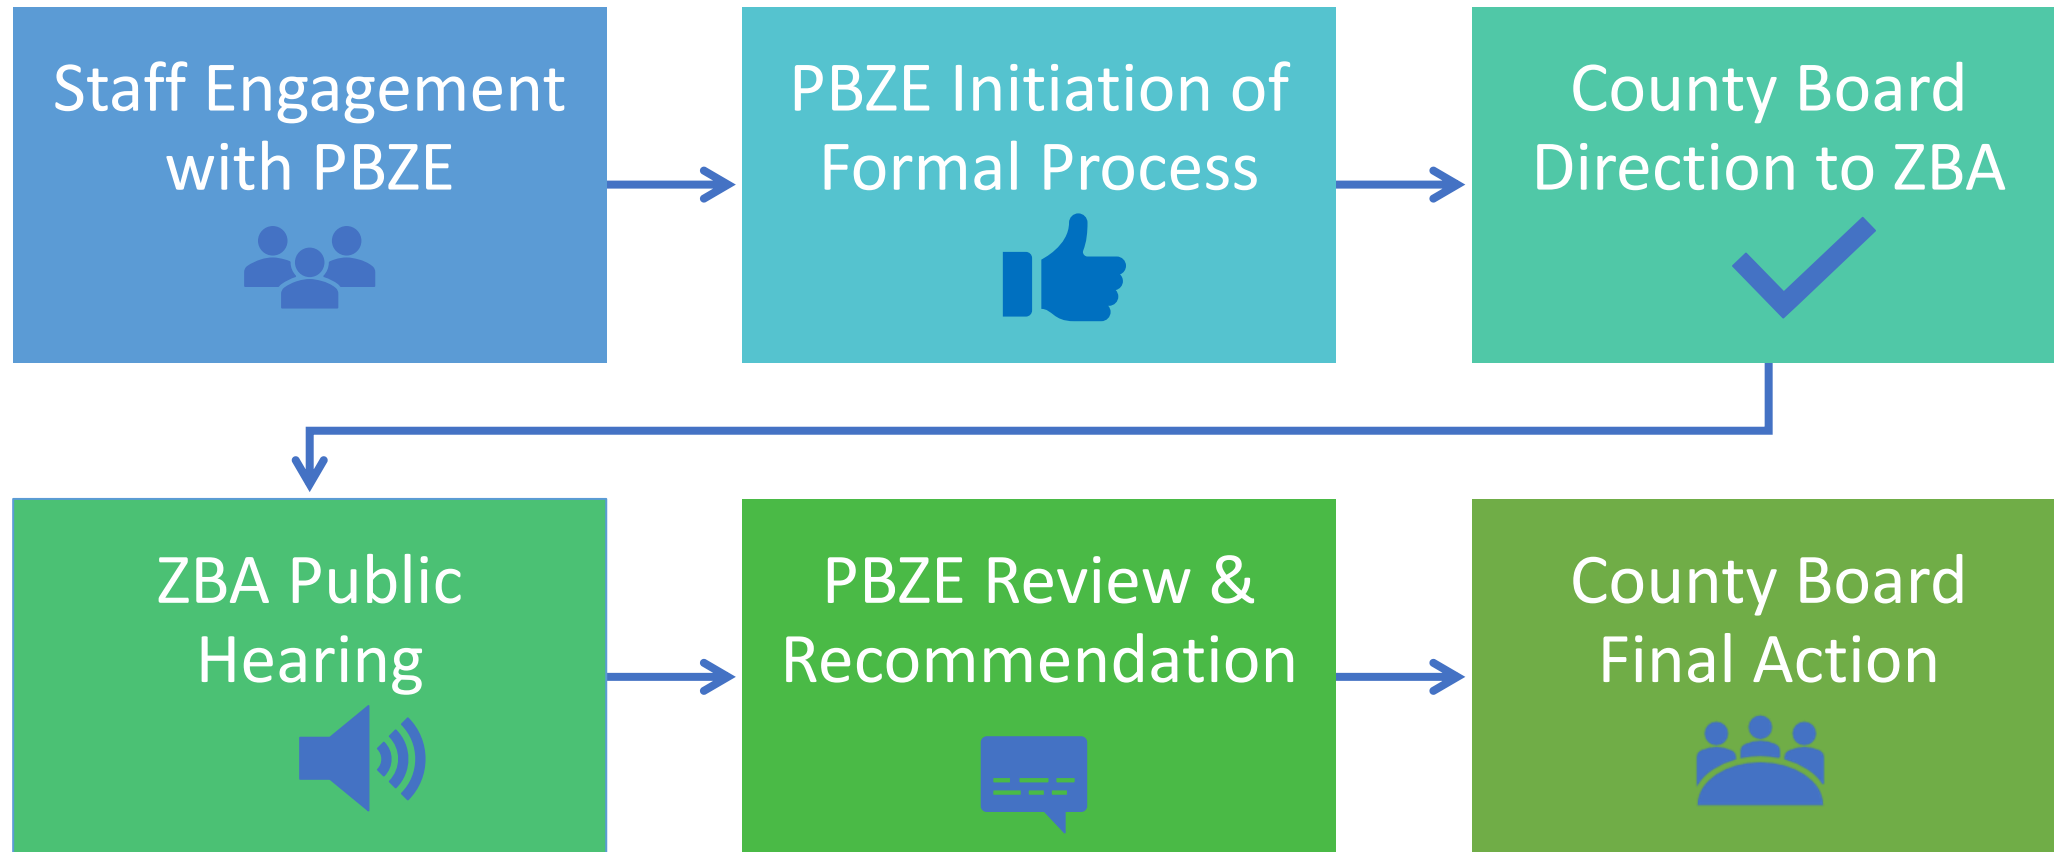 Staff Engagement
with PBZE
PBZE Initiation of
Formal Process
County Board
Direction to ZBA
ZBA Public
Hearing
PBZE Review &
Recommendation
County Board
Final Action